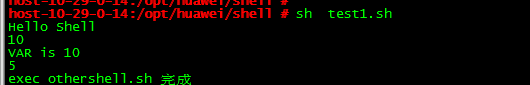 host-10-29-0-14:/opt/huawei/shell #
host-10-29-0-14:/opt/huawei/shell # sh  test1.sh
Hello Shell
10
VAR is 10
5
exec othershell.sh 完成